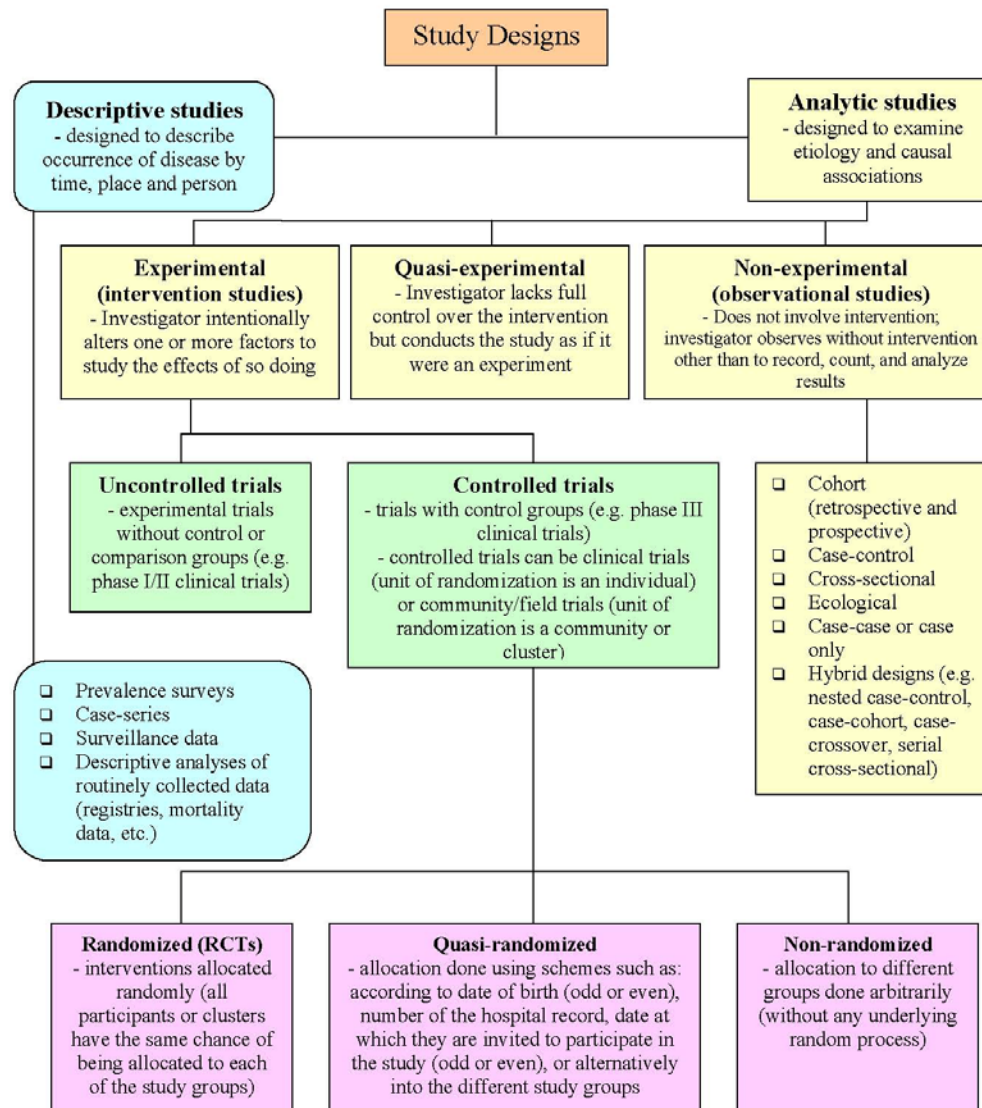 Study Designs
Descriptive studies
- designed to describe
occurrence of disease by
time, place and person
Analytic studies
- designed to examine
etiology and causal
associations
Experimental
(intervention studies)
- Investigator intentionally
alters one or more factors to
study the effects of so doing
Quasi-experimental
- Investigator lacks full
control over the intervention
but conducts the study as if it
were an experiment
Non-experimental
(observational studies)
- Does not involve intervention;
investigator observes without intervention
other than to record, count, and analyze
results
Uncontrolled trials
- experimental trials
without control or
comparison groups (e.g.
phase I/II clinical trials)
Controlled trials
- trials with control groups (e.g. phase III
clinical trials)
- controlled trials can be clinical trials
(unit of randomization is an individual)
or community/field trials (unit of
randomization is a community or
cluster)
❑ Cohort
(retrospective and
prospective)
❑ Case-control
❑ Cross-sectional
❑ Ecological
❑ Case-case or case
only
❑ Hybrid designs (e.g.
nested case-control,
case-cohort, case-
crossover, serial
cross-sectional)
❑ Prevalence surveys
❑ Case-series
❑ Surveillance data
❑ Descriptive analyses of
routinely collected data
(registries, mortality
data, etc.)
Randomized (RCTs)
- interventions allocated
randomly (all
participants or clusters
have the same chance of
being allocated to each
of the study groups)
Quasi-randomized
- allocation done using schemes such as:
according to date of birth (odd or even),
number of the hospital record, date at
which they are invited to participate in
the study (odd or even), or alternatively
into the different study groups
Non-randomized
- allocation to different
groups done arbitrarily
(without any underlying
random process)